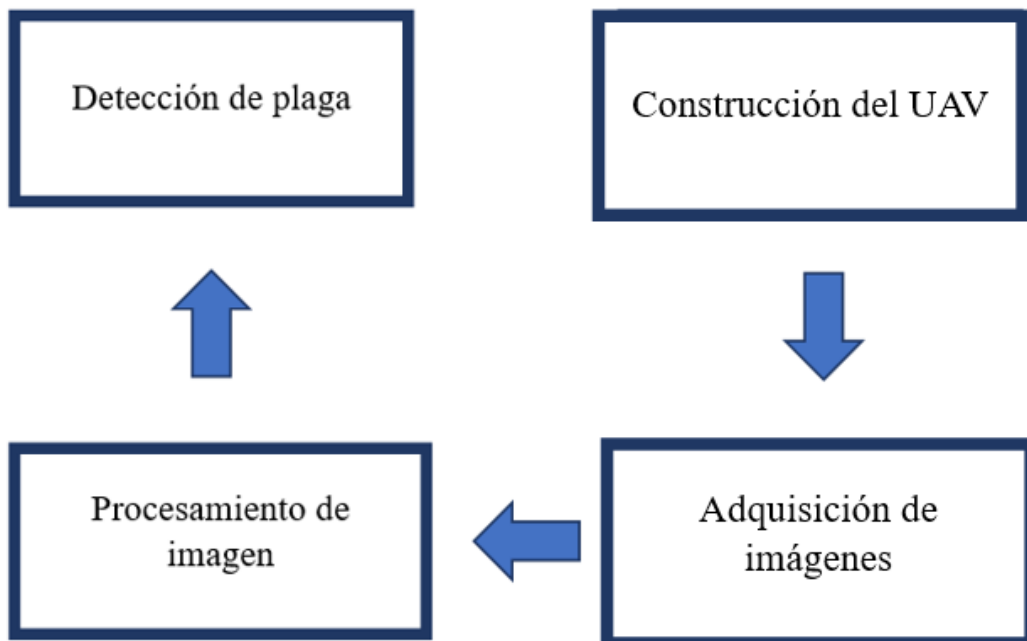 Detección de plaga
Construcción del UAV
Procesamiento de
imagen
Adquisición de
imágenes